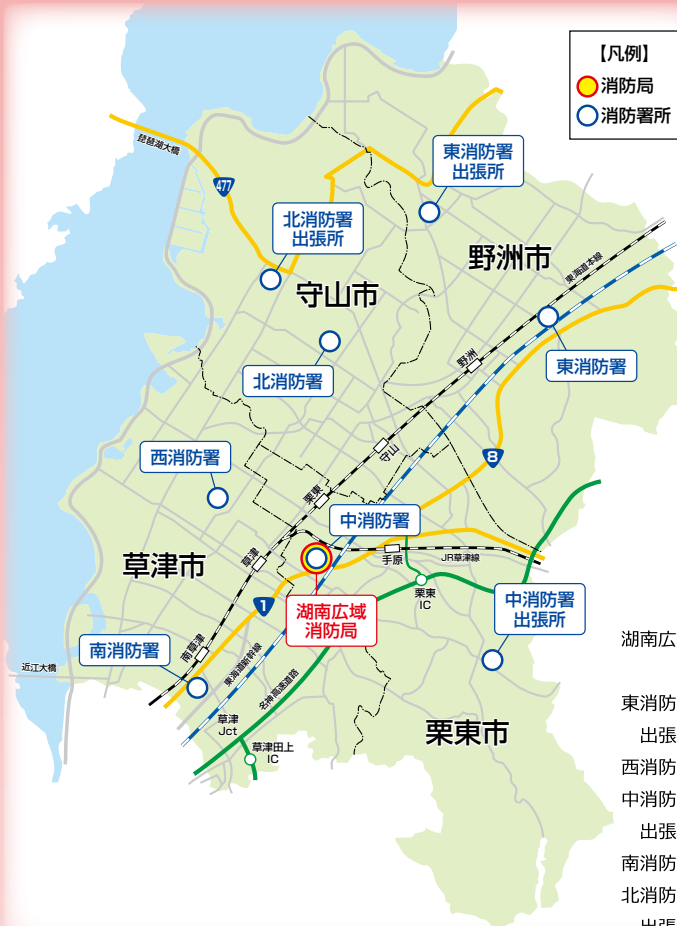 【凡例】
消防局
消防署所
琵琶湖大橋
477
東消防署
出張所
北消防署
出張所
野洲市
東海道本線
守山市
野洲
東消防署
北消防署
守山
8
西消防署
栗東
中消防署
草津市
草津
手原
JR草津線
栗東
IC
中消防署
出張所
1
湖南広域
消防局
南消防署
南草津
近江大橋
東海道新幹線
名神高速道路
草津
Jct
草津田上
IC
栗東市
湖南広
東消防
出張
西消防
中消防
出張
南消防
北消防
出張